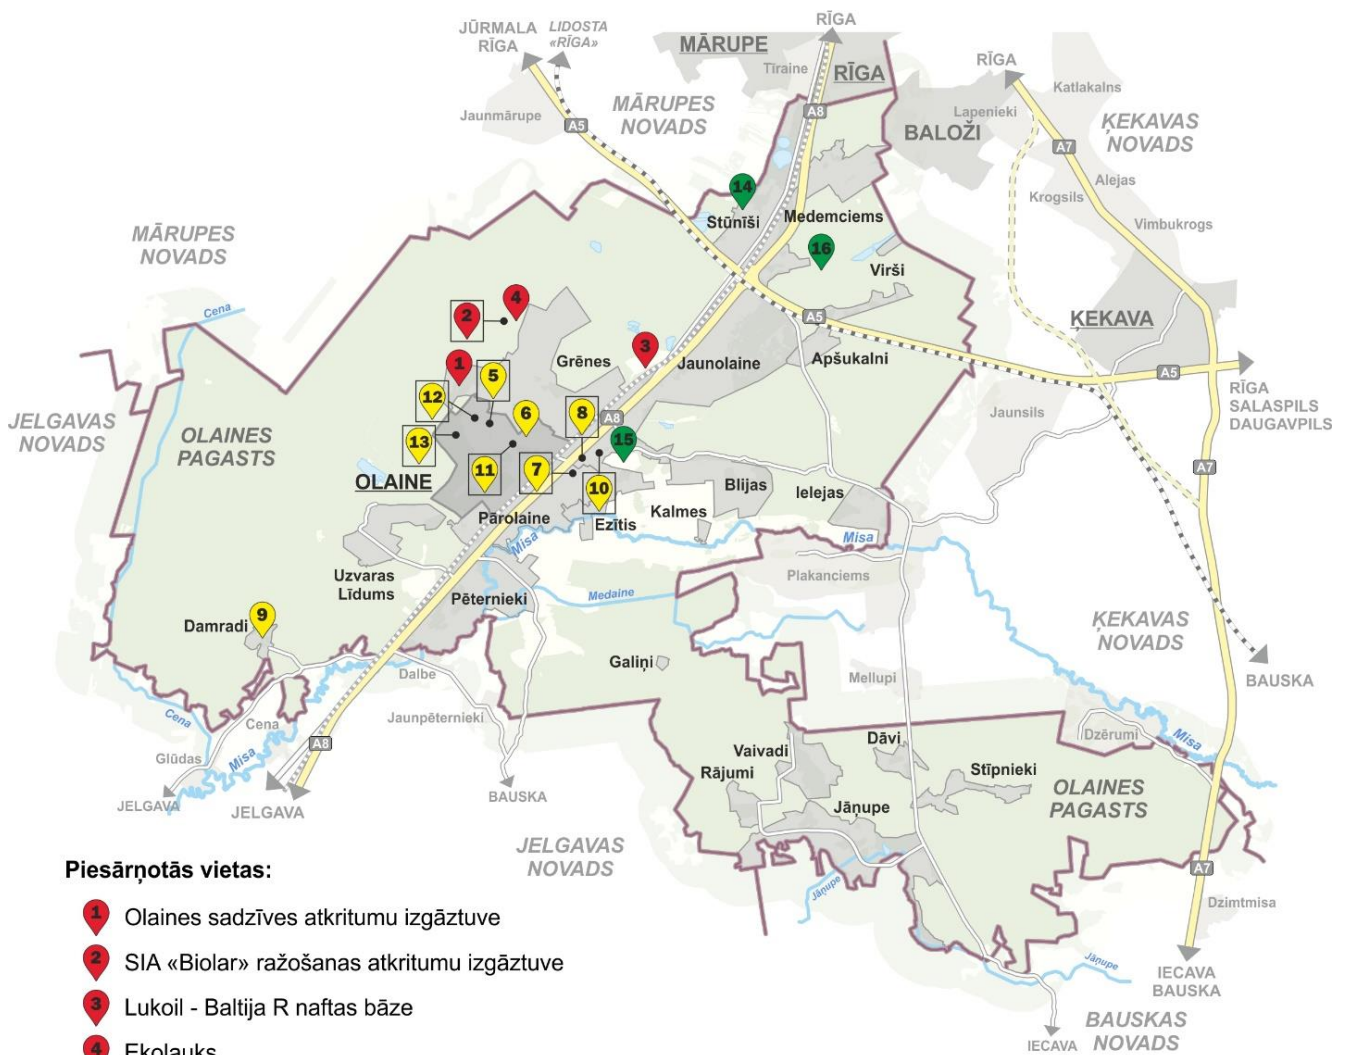 JŪRMALA
RĪGA
LIDOSTA
«RĪGA»
MĀRUPE
RĪGA
Tīraine
RĪGA
RĪGA
Katlakalns
Jaunmārupe
MĀRUPES
NOVADS
A5
A8
Lapenieki
BALOŽI
ĶEKAVAS
NOVADS
A7
Alejas
Krogsils
Vimbukrogs
14
Stūnīši
Medemciems
16
Virši
MĀRUPES
NOVADS
Cena
2
4
3
1
5
Grēnes
Jaunolaine
A5
Apšukalni
ĶEKAVA
A5
RĪGA
SALASPILS
DAUGAVPILS
JELGAVAS
NOVADS
OLAINES
PAGASTS
12
13
6
8
A8
15
11
7
10
OLAINE
Jaunsils
A7
Pārolaine
Ezītis
Kalmes
Blijas
Ielejas
Misa
Misa
Plakanciems
Uzvaras
Līdums
Pēternieki
Medaine
9
Damradi
Galiņi
Mellupi
ĶEKAVAS
NOVADS
BAUSKA
Dalbe
Jaunpēternieki
Cena
Cena
Glūdas
Misa
A8
JELGAVA
JELGAVA
BAUSKA
Vaivadi
Rājumi
Dāvi
Stīpnieki
Jāņupe
Dzērumi
Misa
OLAINES
PAGASTS
JELGAVAS
NOVADS
Jāņupe
A7
Dzimtmisa
Jāņupe
IECAVA
BAUSKA
BAUSKAS
NOVADS
IECAVA
Piesārņotās vietas:
1 Olaines sadzīves atkritumu izgāztuve
2 SIA «Biolar» ražošanas atkritumu izgāztuve
3 Lukoil - Baltija R naftas bāze
4 Ekolauks